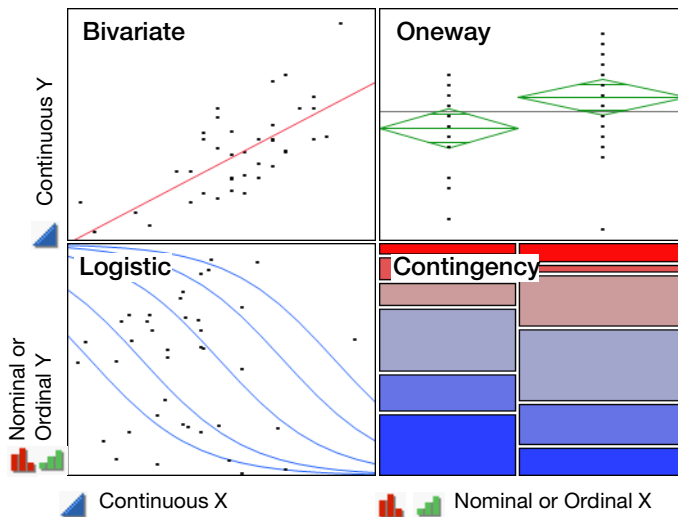 Bivariate
Oneway
Continuous Y
Logistic
Contingency
Nominal or
Ordinal Y
Continuous X
Nominal or Ordinal X